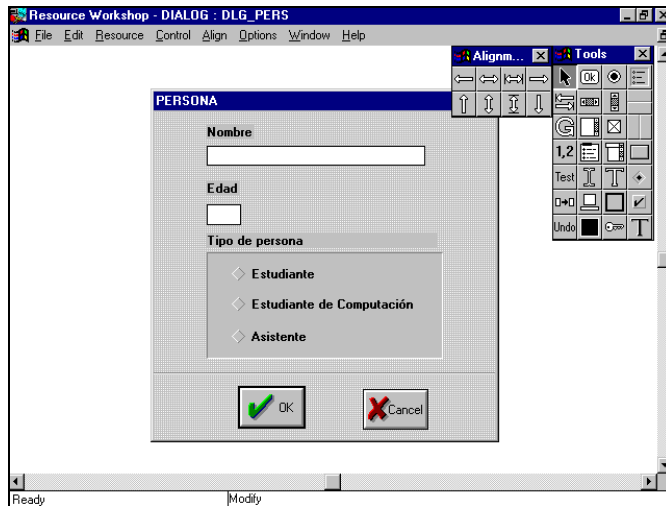 Resource Workshop - DIALOG : DLG_PERS
File Edit Resource Control Align Options Window Help
Alignm...
Tools
Ok
PERSONA
Nombre
G
1,2
Edad
Test
T
Tipo de persona
Undo
T
Estudiante
Estudiante de Computación
Asistente
OK
Cancel
Ready
Modify